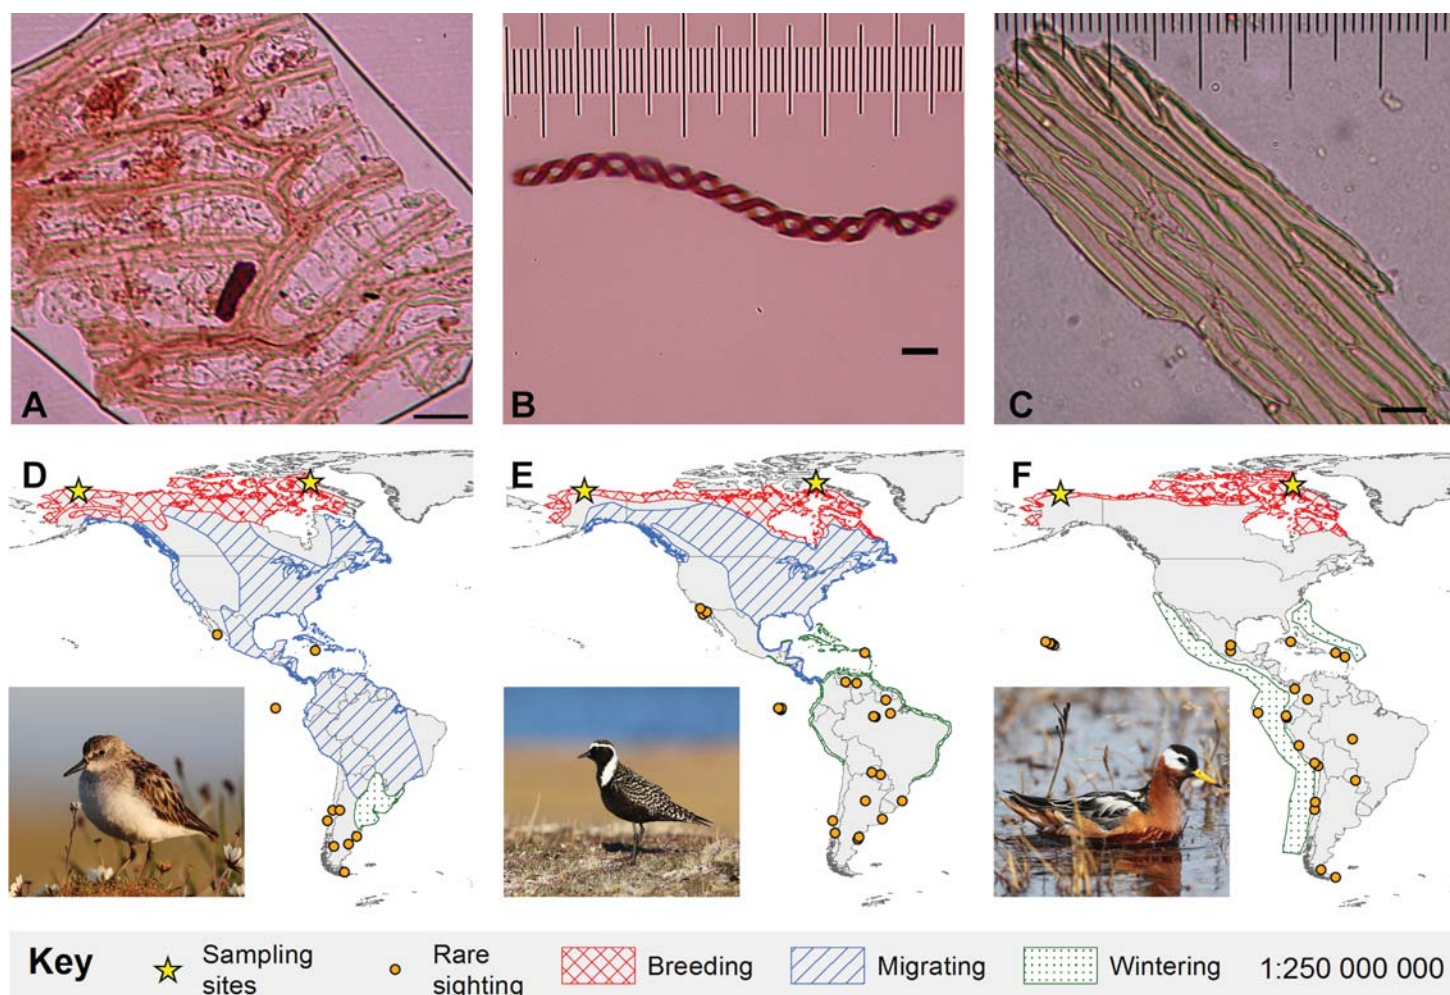 A
B
C
D
E
F
Key
Sampling
sites
Rare
sighting
Breeding
Migrating
Wintering
1:250 000 000